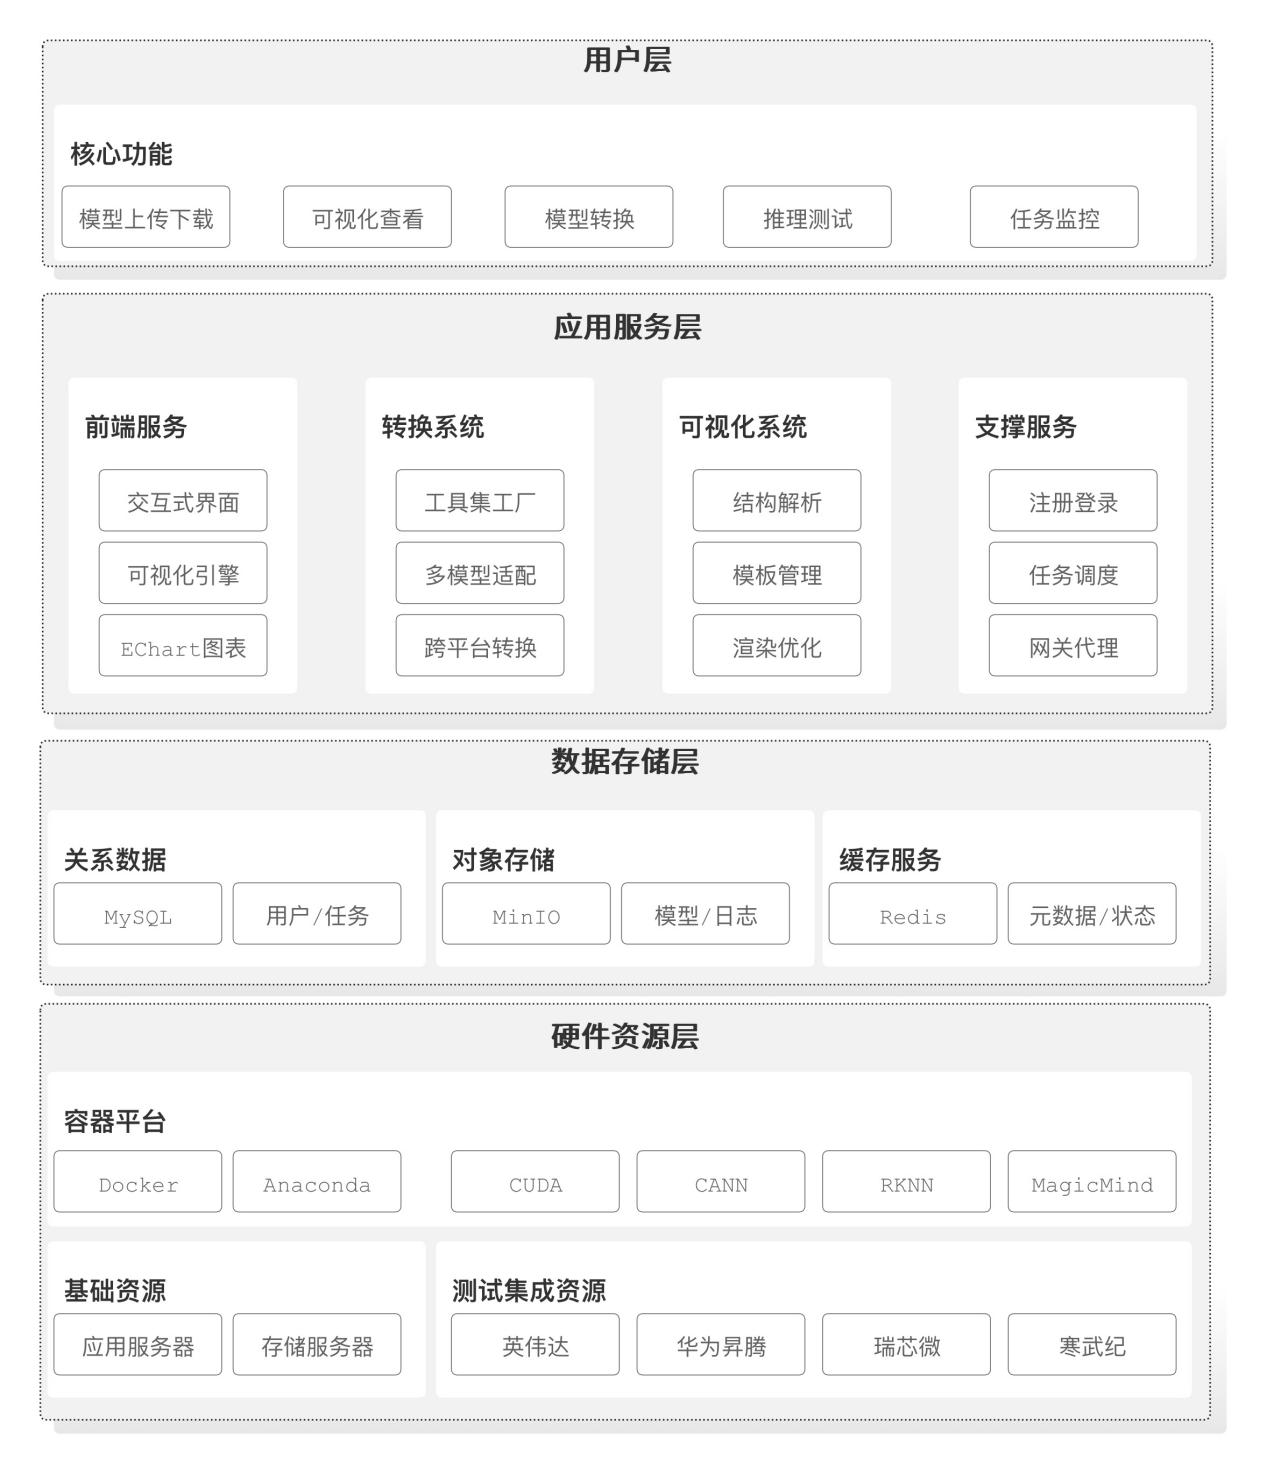 用户层
核心功能
模型上传下载
可视化查看
模型转换
推理测试
任务监控
应用服务层
前端服务
交互式界面
可视化引擎
EChart图表
转换系统
工具集工厂
多模型适配
跨平台转换
可视化系统
结构解析
模板管理
渲染优化
支撑服务
注册登录
任务调度
网关代理
数据存储层
关系数据
MySQL
用户/任务
对象存储
MinIO
模型/日志
缓存服务
Redis
元数据/状态
硬件资源层
容器平台
Docker
Anaconda
CUDA
CANN
RKNN
MagicMind
基础资源
应用服务器
存储服务器
测试集成资源
英伟达
华为昇腾
瑞芯微
寒武纪